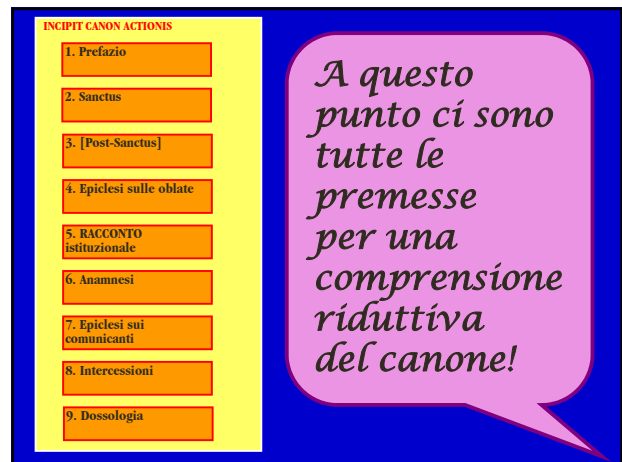 INCIPIT CANON ACTIONIS
1. Prefazio
2. Sanctus
3. [Post-Sanctus]
4. Epiclesi sulle oblate
5. RACCONTO
istituzionale
6. Anamnesi
7. Epiclesi sui
comunicanti
8. Intercessioni
9. Dossologia
A questo
punto ci sono
tutte le
premesse
per una
comprensione
riduttiva
del canone!